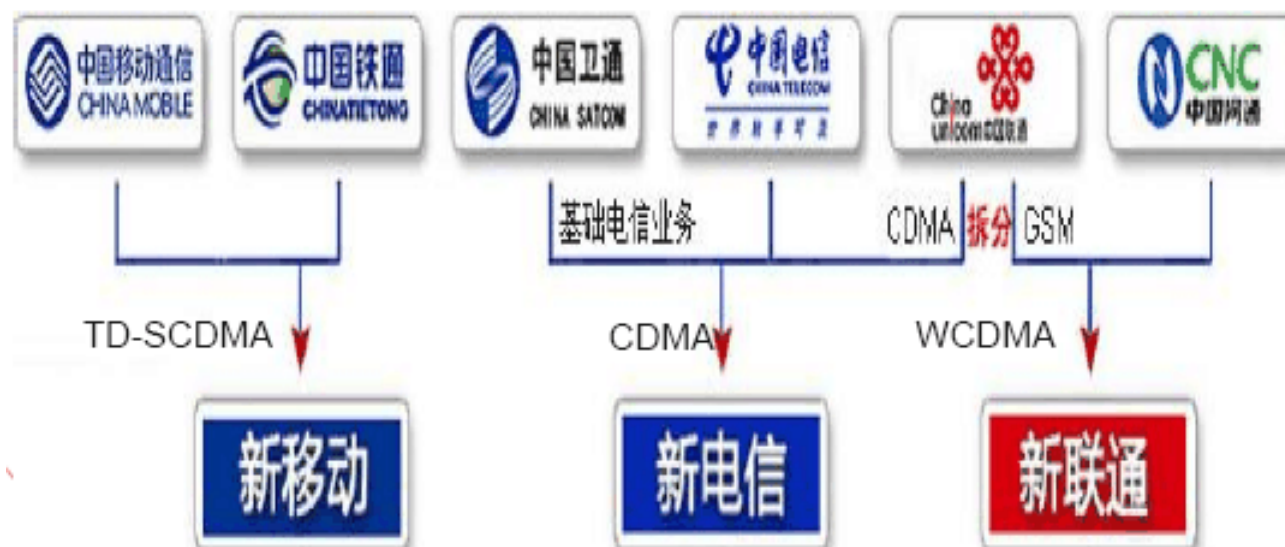 中国移动通信
CHINA MOBILE
中国铁通
CHINATIETONG
中国卫通
CHINA SATCOM
中国电信
CHINA TELECOM
China
unicom中国联通
CNC
中国网通
基础电信业务
CDMA
拆分
GSM
TD-SCDMA
CDMA
WCDMA
新移动
新电信
新联通